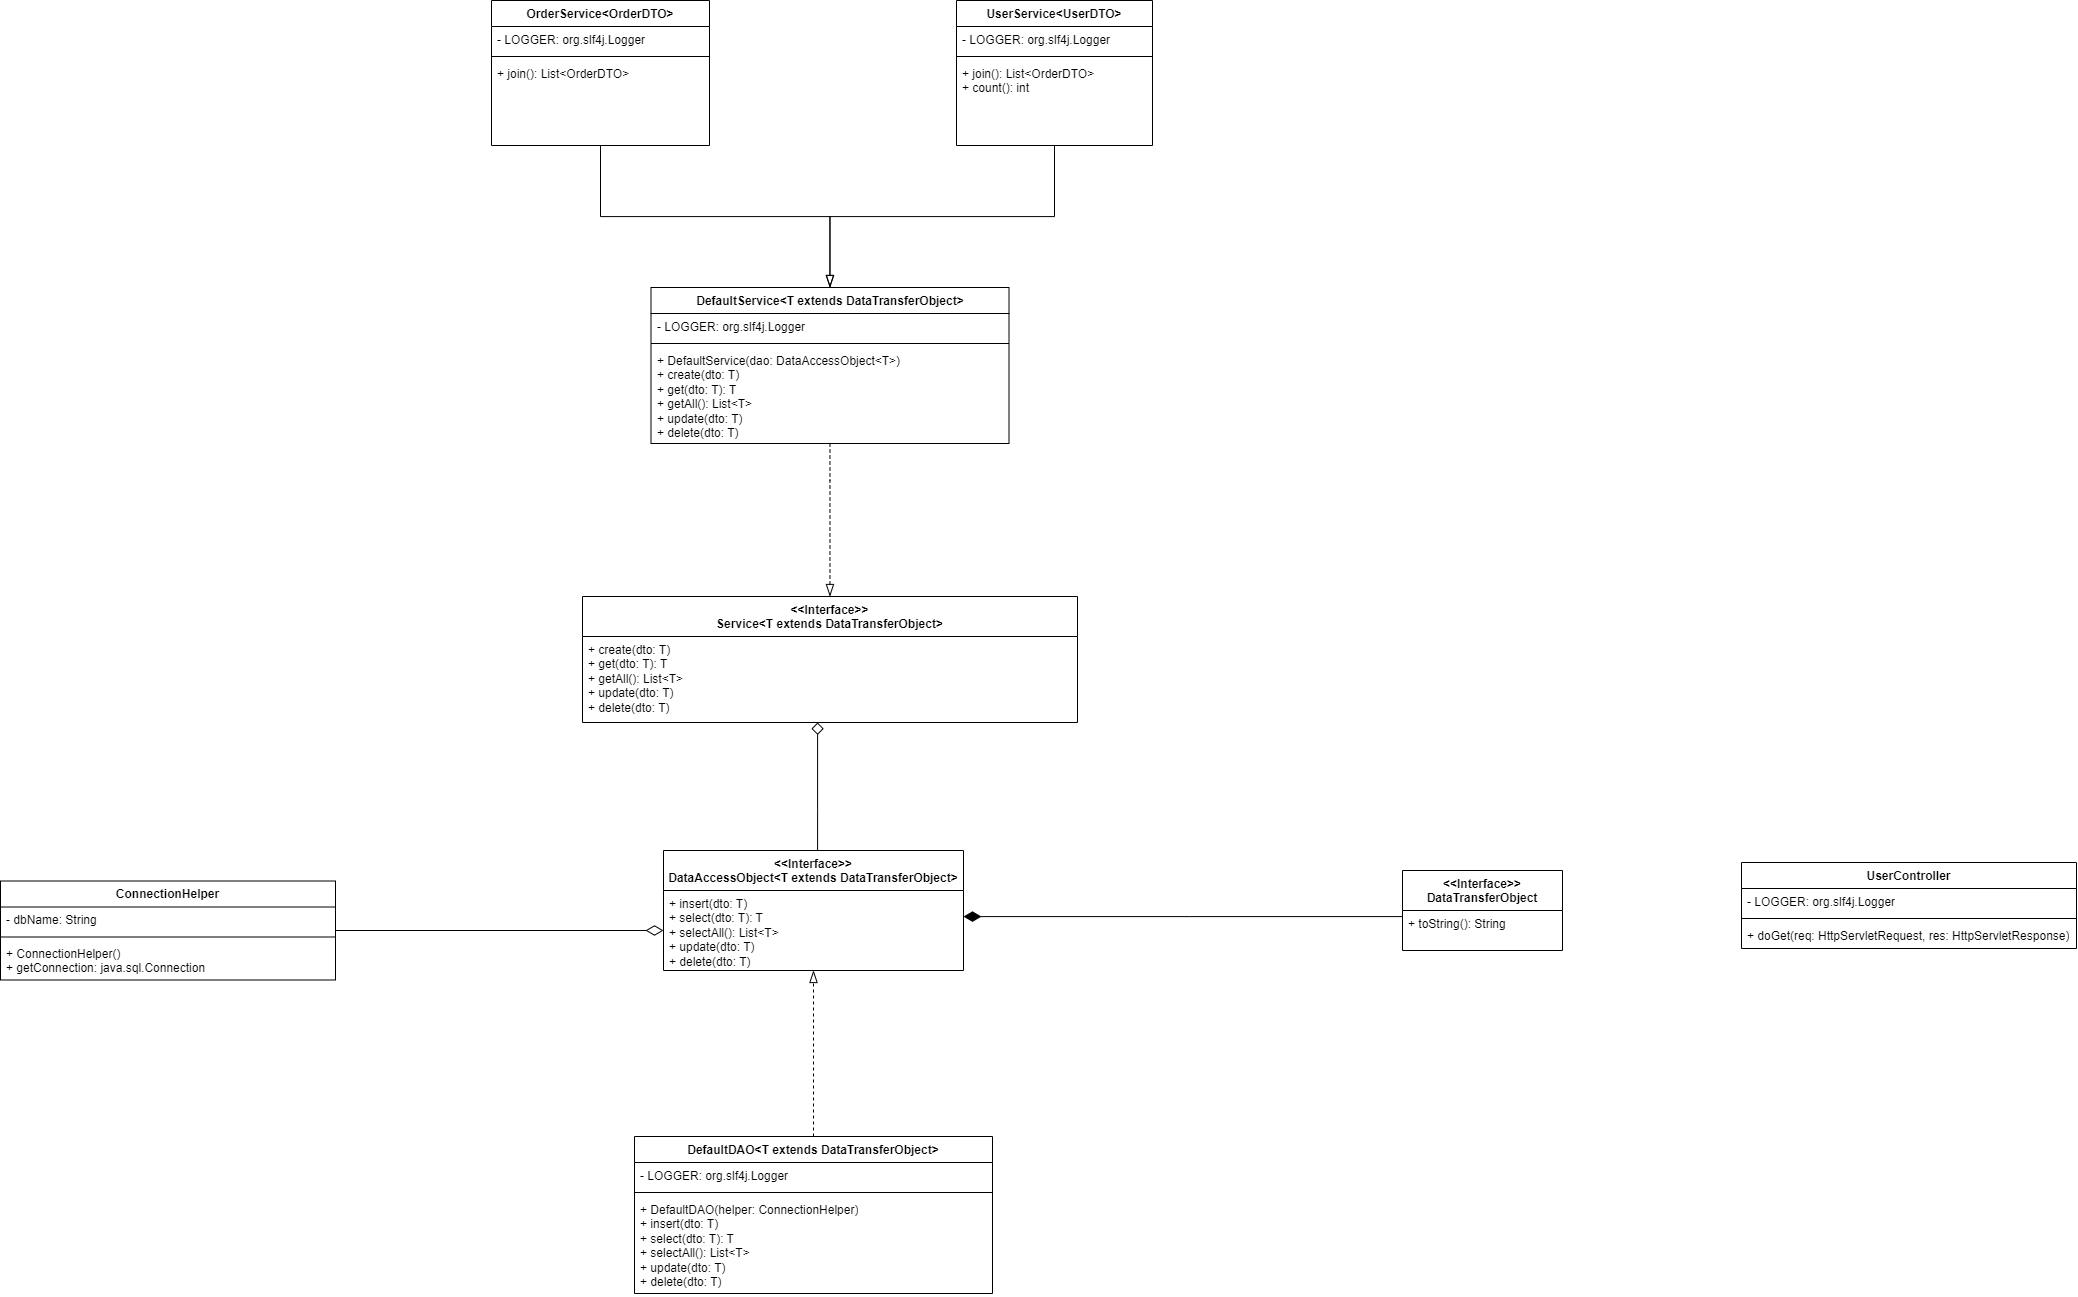 OrderService<OrderDTO>
- LOGGER: org.slf4j.Logger
+ join(): List<OrderDTO>
UserService<UserDTO>
- LOGGER: org.slf4j.Logger
+ join(): List<OrderDTO>
+ count(): int
DefaultService<T extends DataTransferObject>
- LOGGER: org.slf4j.Logger
+ DefaultService(dao: DataAccessObject<T>)
+ create(dto: T)
+ get(dto: T): T
+ getAll(): List<T>
+ update(dto: T)
+ delete(dto: T)
<<Interface>>
Service<T extends DataTransferObject>
+ create(dto: T)
+ get(dto: T): T
+ getAll(): List<T>
+ update(dto: T)
+ delete(dto: T)
ConnectionHelper
- dbName: String
+ ConnectionHelper()
+ getConnection: java.sql.Connection
<<Interface>>
DataAccessObject<T extends DataTransferObject>
+ insert(dto: T)
+ select(dto: T): T
+ selectAll(): List<T>
+ update(dto: T)
+ delete(dto: T)
<<Interface>>
DataTransferObject
+ toString(): String
UserController
- LOGGER: org.slf4j.Logger
+ doGet(req: HttpServletRequest, res: HttpServletResponse)
DefaultDAO<T extends DataTransferObject>
- LOGGER: org.slf4j.Logger
+ DefaultDAO(helper: ConnectionHelper)
+ insert(dto: T)
+ select(dto: T): T
+ selectAll(): List<T>
+ update(dto: T)
+ delete(dto: T)